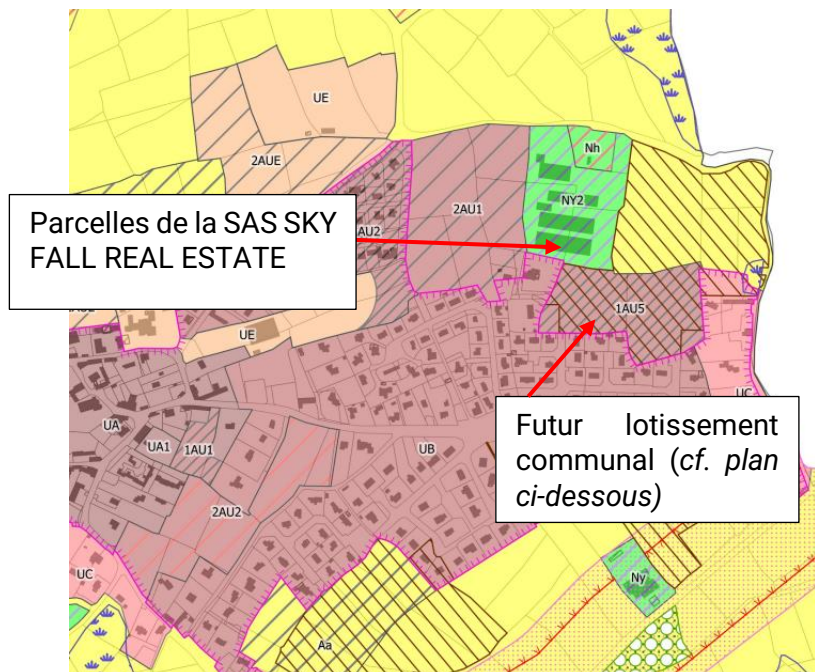 UE
2AUE
Nh
NY2
2AU1
AU2
Parcelles de la SAS SKY
FALL REAL ESTATE
1AU5
UE
UC
Futur lotissement
communal (cf. plan
ci-dessous)
UA
UA1
1AU1
UB
2AU2
UC
Ny
Aa